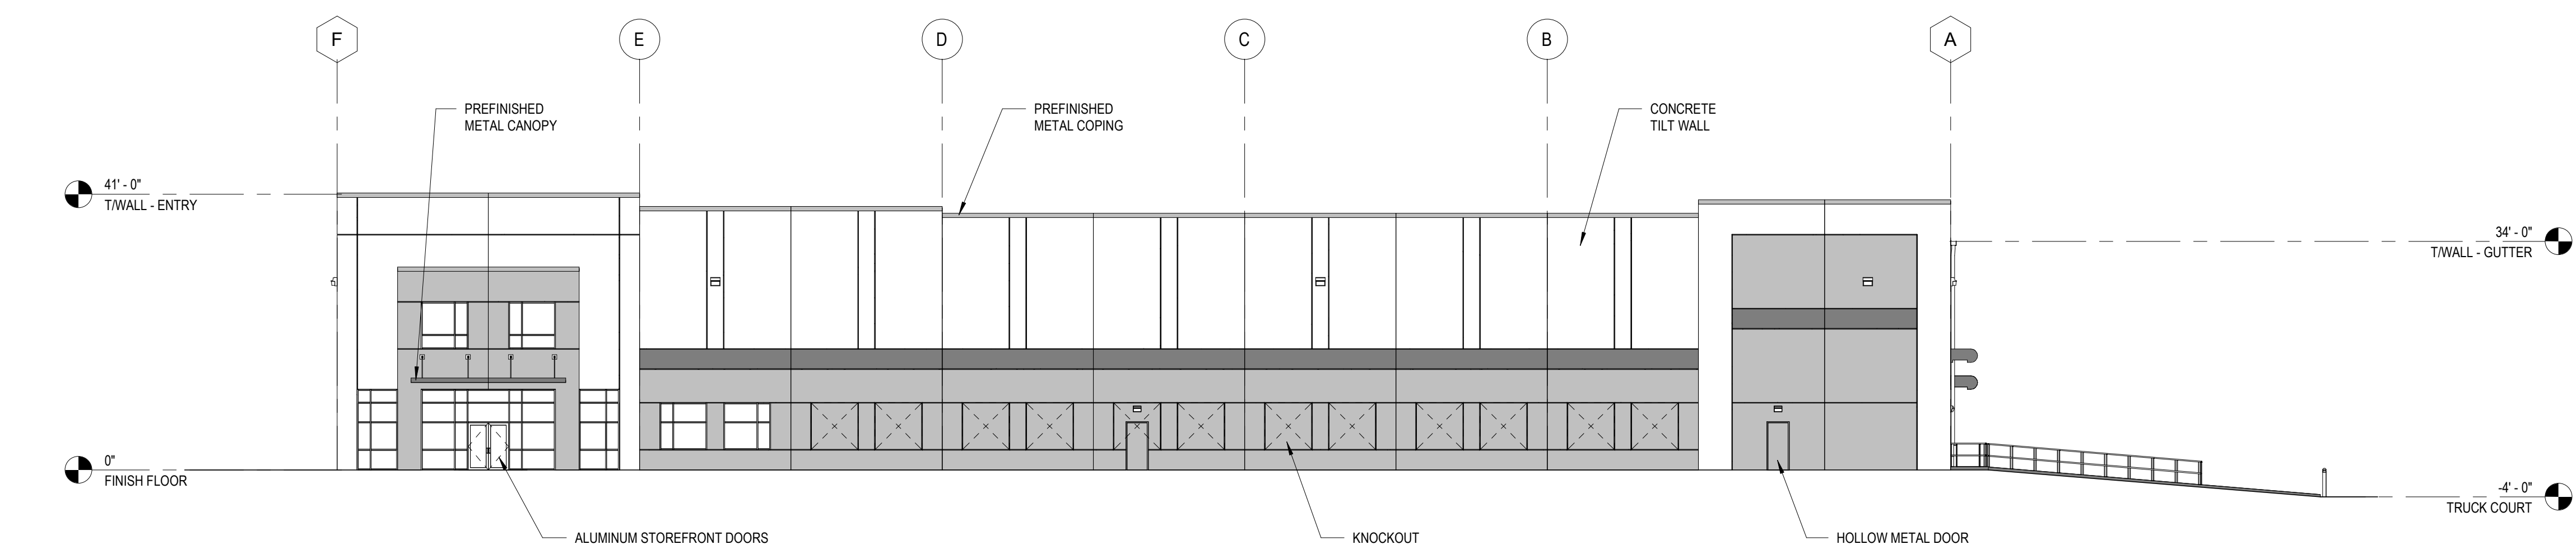 F
E
D
C
B
A
PREFINISHED
METAL CANOPY
PREFINISHED
METAL COPING
CONCRETE
TILT WALL
41' - 0"
T/WALL - ENTRY
34' - 0"
T/WALL - GUTTER
0"
FINISH FLOOR
-4' - 0"
TRUCK COURT
ALUMINUM STOREFRONT DOORS
KNOCKOUT
HOLLOW METAL DOOR